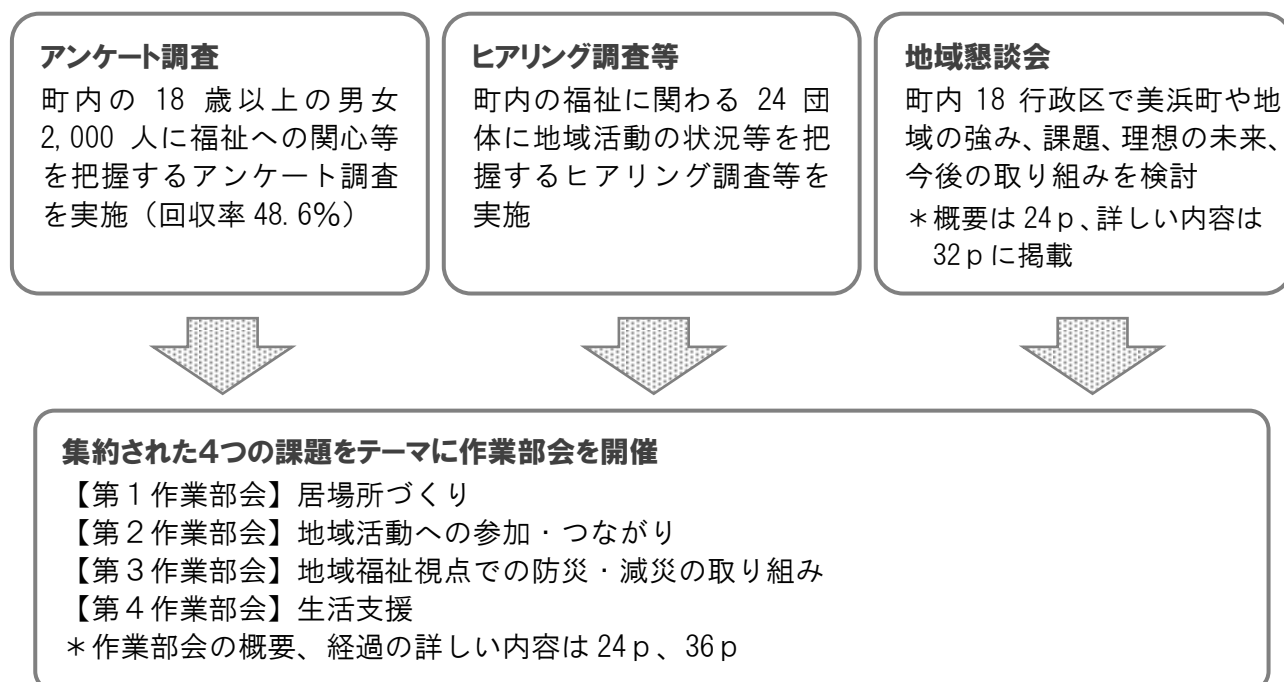 アンケート調査
町内の 18 歳以上の男女
2,000 人に福祉への関心等
を把握するアンケート調査
を実施（回収率 48.6％）
ヒアリング調査等
町内の福祉に関わる 24 団
体に地域活動の状況等を把
握するヒアリング調査等を
実施
地域懇談会
町内 18 行政区で美浜町や地
域の強み、課題、理想の未来、
今後の取り組みを検討
＊概要は 24ｐ、詳しい内容は
32ｐに掲載
集約された4つの課題をテーマに作業部会を開催
【第１作業部会】居場所づくり
【第２作業部会】地域活動への参加・つながり
【第３作業部会】地域福祉視点での防災・減災の取り組み
【第４作業部会】生活支援
＊作業部会の概要、経過の詳しい内容は 24ｐ、36ｐ